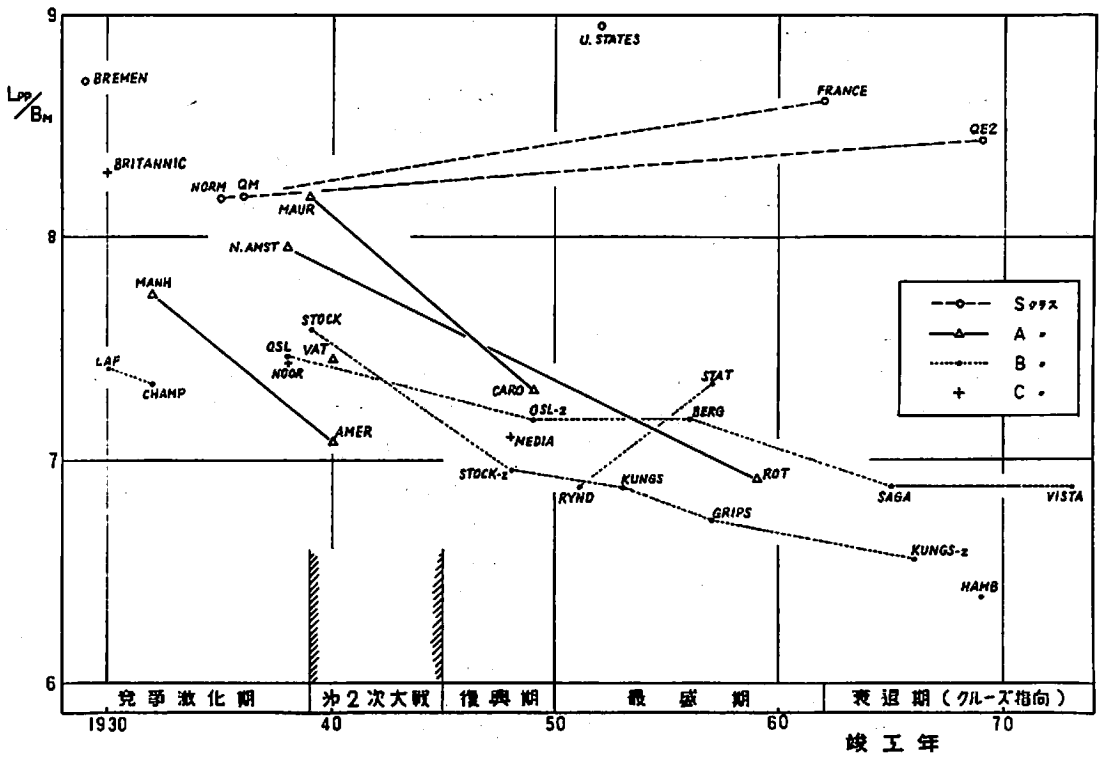 9
U. STATES
BREMEN
LPP/BM
FRANCE
QE2
BRITANNIC
NORM
QM
MAUR
8
N. AMST
MANH
Sクラス
A 〃
B 〃
C 〃
STOCK
OSL
VAT
NOOR
LAF
CHAMP
STAT
CARO
OSL-2
BERG
AMER
MEDIA
7
STOCK-2
RYND
KUNGS
ROT
SAGA
VISTA
GRIPS
KUNGS-2
HAMB
6
競争激化期
第2次大戦
復興期
最盛期
衰退期(クルーズ指向)
1930
40
50
60
70
竣工年